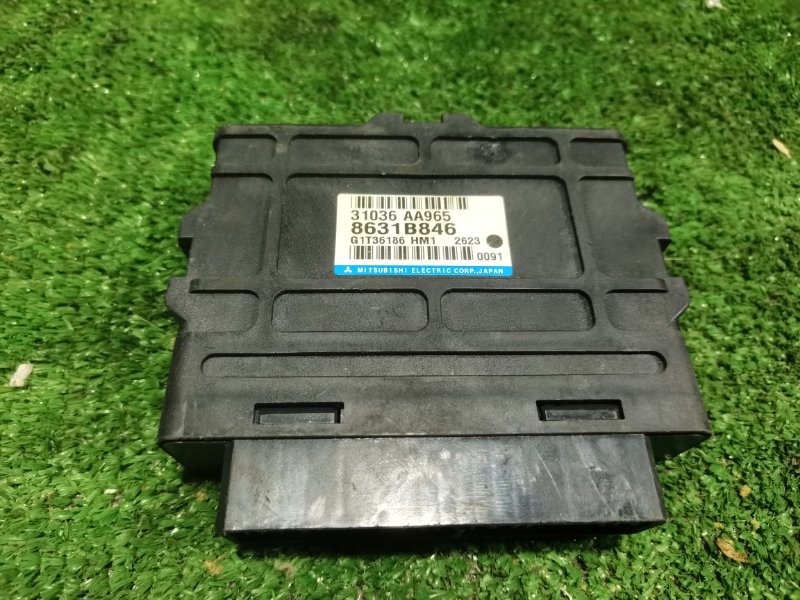 31036 AA965
8631B846
G1T36186 HM1 2623
0091
MITSUBISHI ELECTRIC CORP.,JAPAN